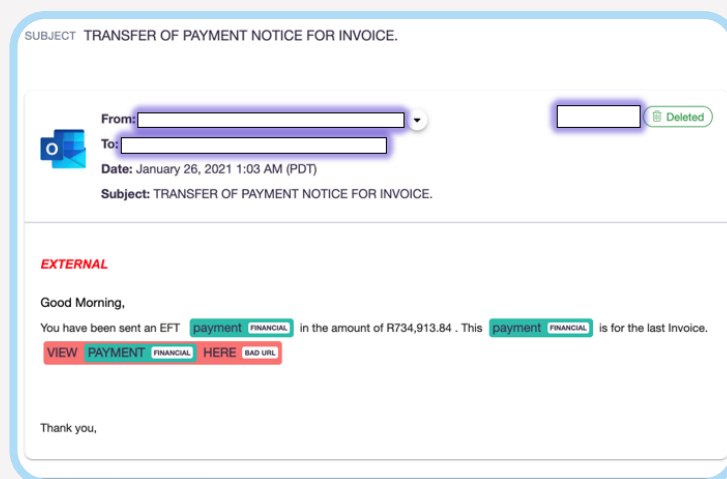 SUBJECT TRANSFER OF PAYMENT NOTICE FOR INVOICE.
From:
Deleted
To:
O
Date: January 26, 2021 1:03 AM (PDT)
Subject: TRANSFER OF PAYMENT NOTICE FOR INVOICE.
EXTERNAL
Good Morning,
You have been sent an EFT payment FINANCIAL in the amount of R734,913.84 . This payment FINANCIAL is for the last Invoice.
VIEW PAYMENT FINANCIAL HERE BAD URL
Thank you,